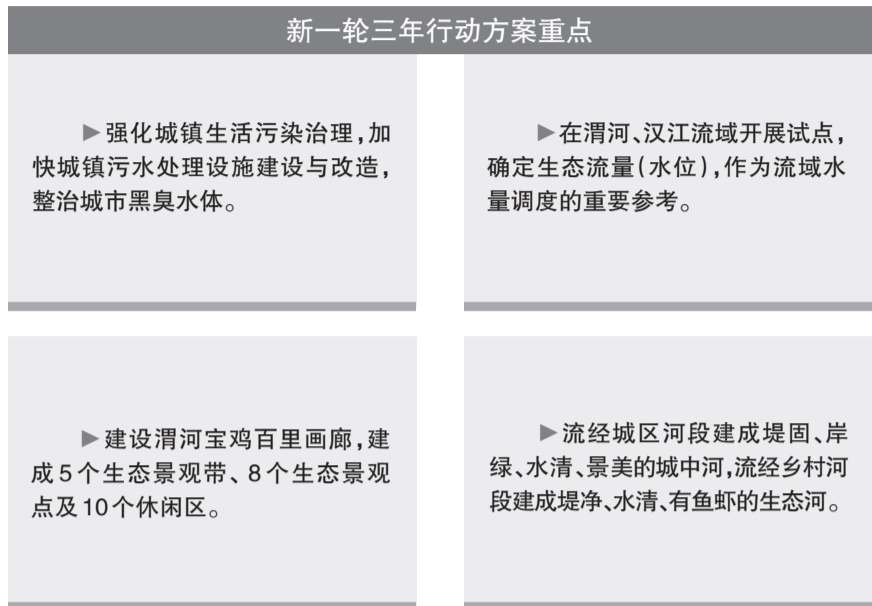 新一轮三年行动方案重点
▶强化城镇生活污染治理,加
快城镇污水处理设施建设与改造,
整治城市黑臭水体。
▶在渭河、汉江流域开展试点,
确定生态流量(水位),作为流域水
量调度的重要参考。
▶建设渭河宝鸡百里画廊,建
成5个生态景观带、8个生态景观
点及10个休闲区。
▶流经城区河段建成堤固、岸
绿、水清、景美的城中河,流经乡村河
段建成堤净、水清、有鱼虾的生态河。